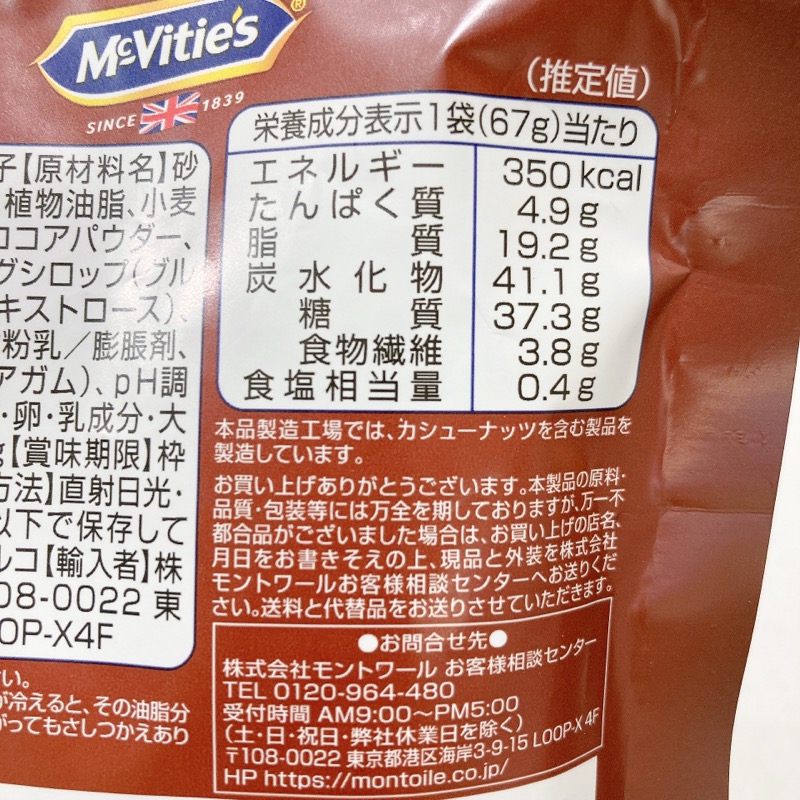 McVitie's®
SINCE 1839
(推定値)
栄養成分表示1袋(67g)当たり
エネルギー 350 kcal
たんぱく質 4.9g
脂質 19.2g
炭水化物 41.1g
糖質 37.3g
食物繊維 3.8g
食塩相当量 0.4g
子【原材料名】砂
植物油脂、小麦
ココアパウダー、
グシロップ(グル
キストロース)、
粉乳/膨脹剤、
アガム)、pH調
・卵・乳成分・大
g【賞味期限】枠
方法】直射日光・
以下で保存して
ルコ【輸入者】株
08-0022 東
OOP-X4F
い。
が冷えると、その油脂分
がってもさしつかえあり
本品製造工場では、カシューナッツを含む製品を
製造しています。
お買い上げありがとうございます。本製品の原料・
品質・包装等には万全を期しておりますが、万一不
都合品がございました場合は、お買い上げの店名、
月日をお書きそえの上、現品と外装を株式会社
モントワールお客様相談センターへお送りくだ
さい。送料と代替品をお送りさせていただきます。
●お問合せ先●
株式会社モントワール お客様相談センター
TEL 0120-964-480
受付時間 AM9:00~PM5:00
(土・日・祝日・弊社休業日を除く)
〒108-0022 東京都港区海岸3-9-15 LOOP-X 4F
HP https://montoile.co.jp/